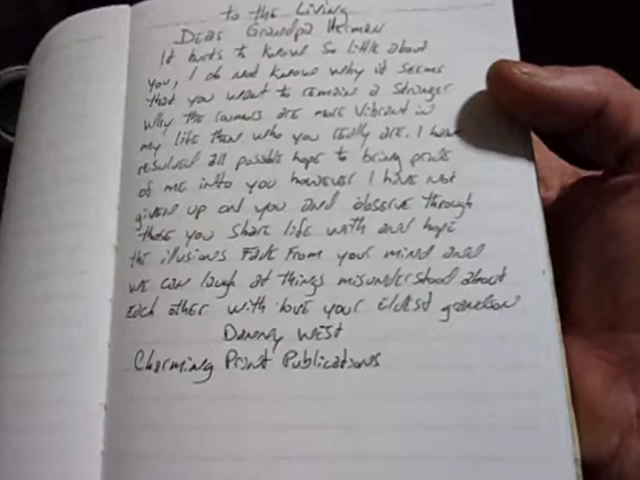 to the Living
Dear Grandpa Herman
It hurts to know so little about
you, I do not know why it seems
that you want to remain a stranger
why the rumors are more vibrant in
my life then who you really are. I have
resolved all possible hope to bring pride
of me into you however I have not
given up on you and observe through
those you share life with and hope
the illusions Fade From your mind and
we can laugh at things misunderstood about
Each other with love your Eldest grandson
Danny West
Charming Print Publications